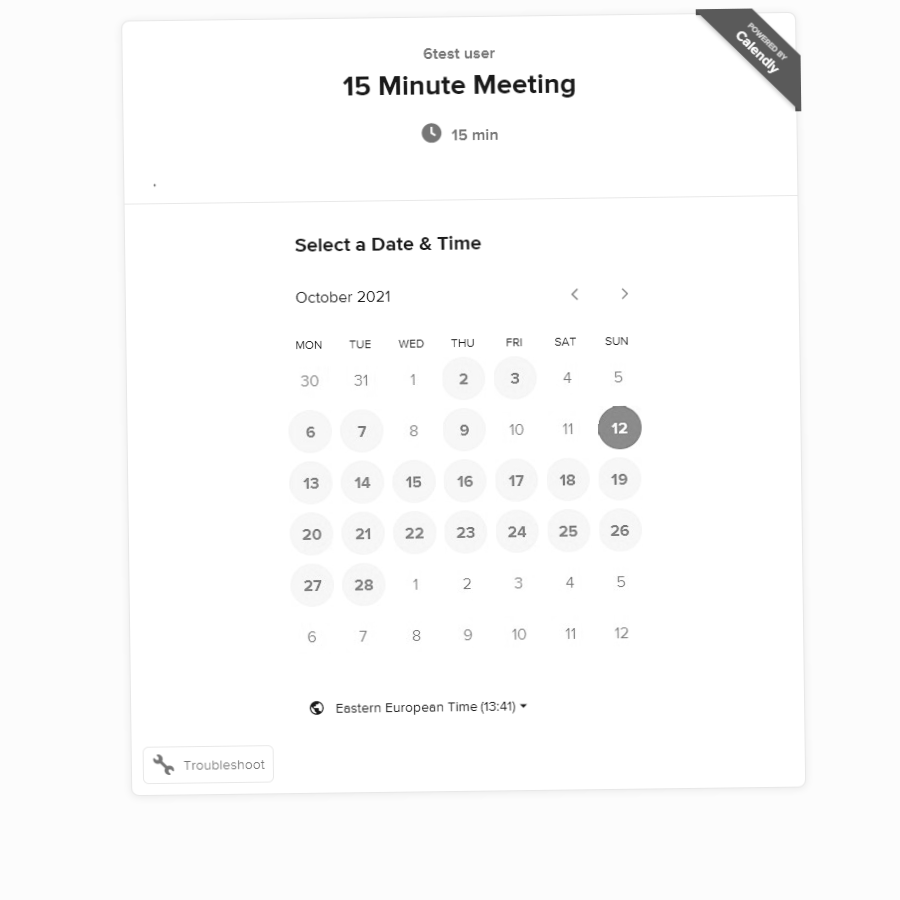 POWERED BY
Calendly
6test user
15 Minute Meeting
15 min
.
Select a Date & Time
October 2021
MON TUE WED THU FRI SAT SUN
30 31 1 2 3 4 5
6 7 8 9 10 11 12
13 14 15 16 17 18 19
20 21 22 23 24 25 26
27 28 1 2 3 4 5
6 7 8 9 10 11 12
Eastern European Time (13:41)
Troubleshoot